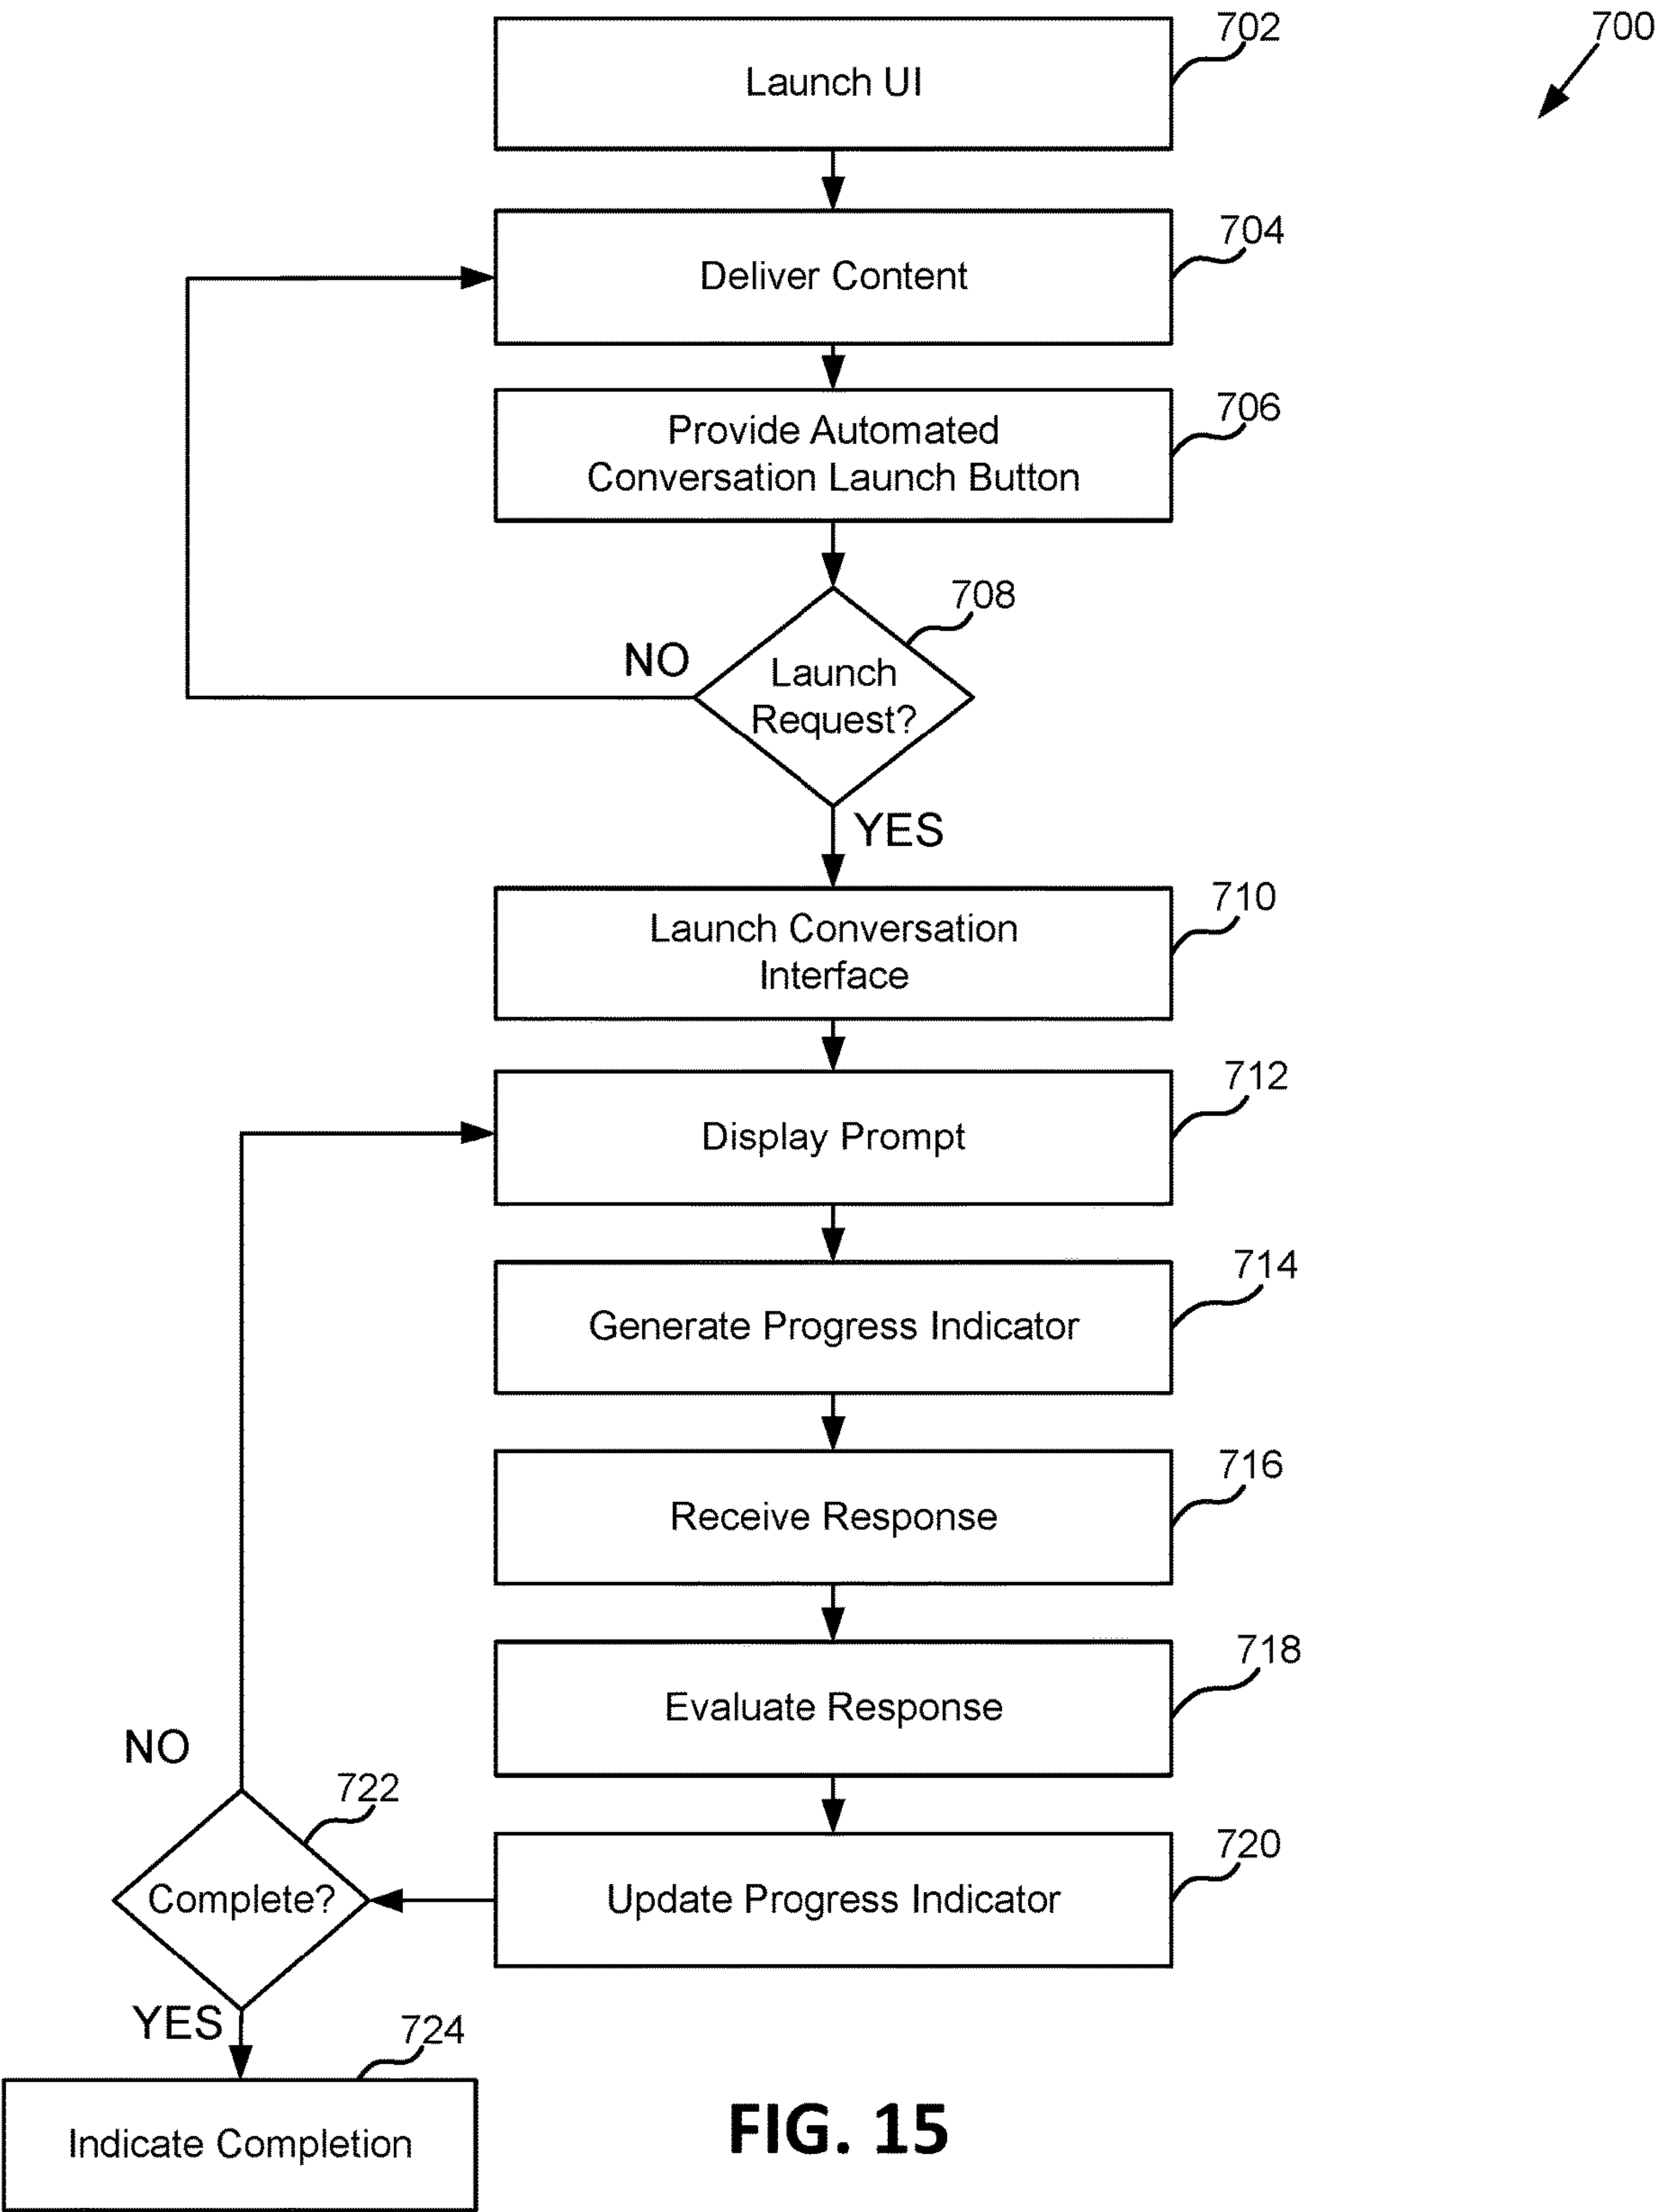 702
700
Launch UI
704
Deliver Content
706
Provide Automated
Conversation Launch Button
708
NO
Launch
Request?
YES
710
Launch Conversation
Interface
712
Display Prompt
714
Generate Progress Indicator
716
Receive Response
718
Evaluate Response
NO
722
720
Complete?
Update Progress Indicator
YES
724
Indicate Completion
FIG. 15